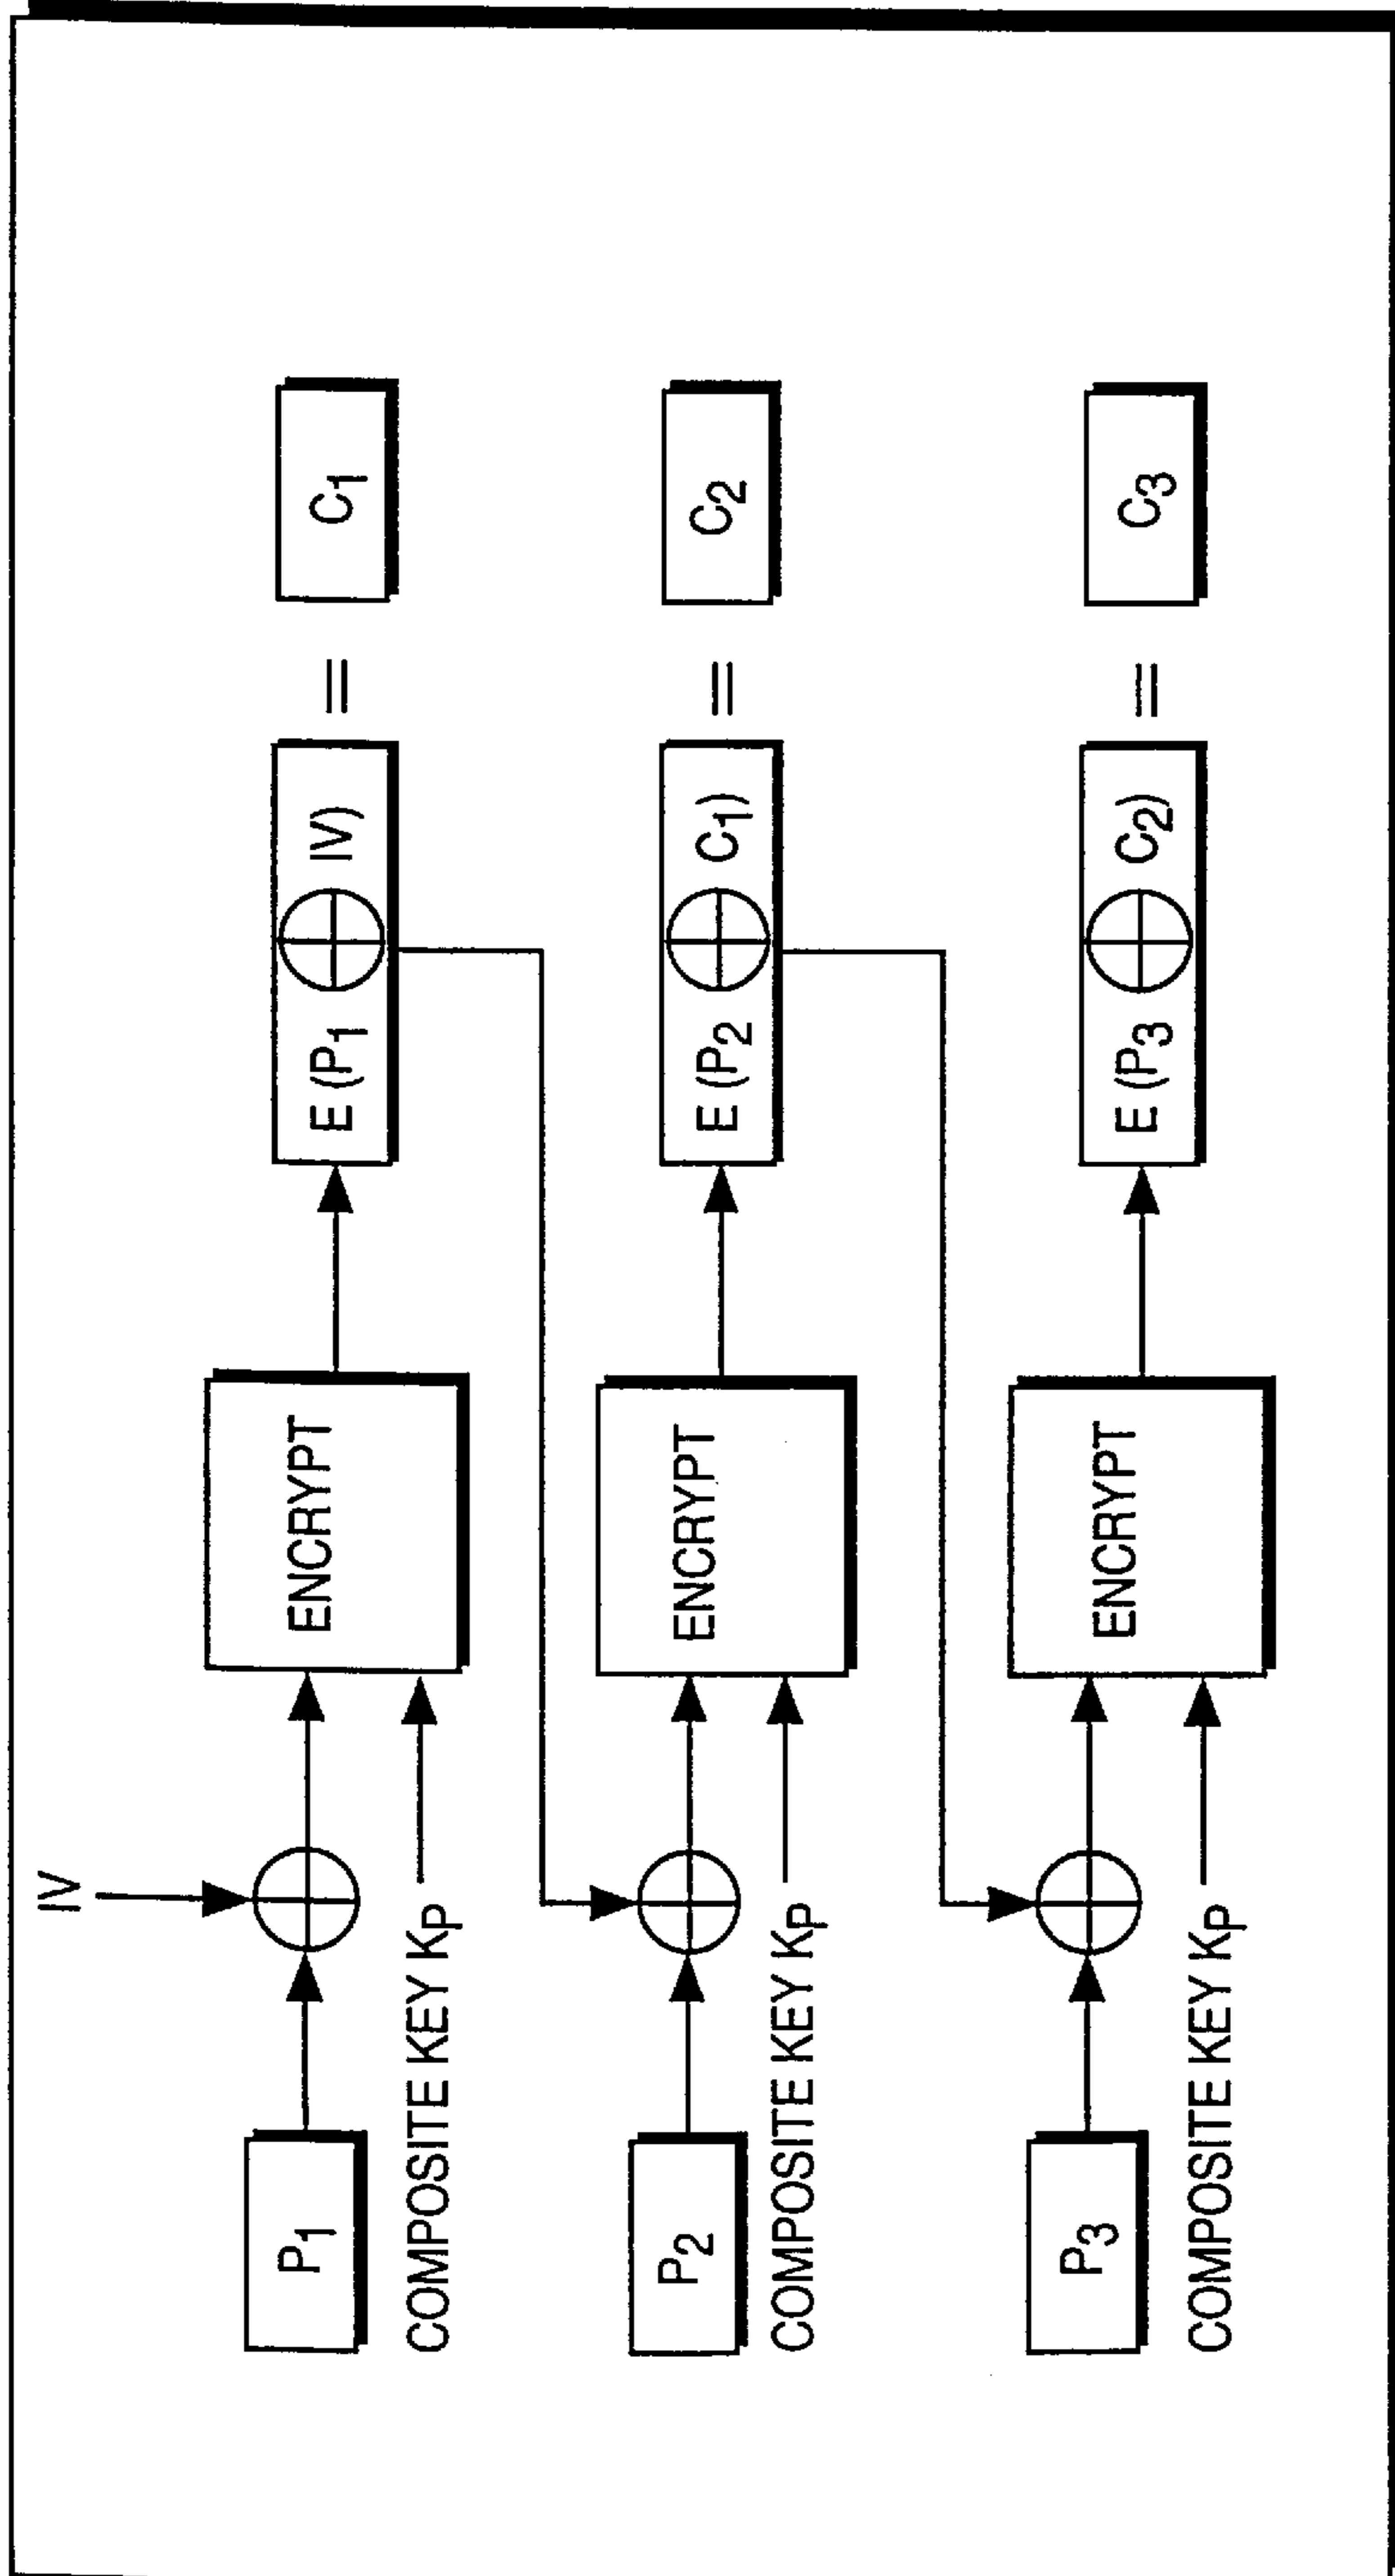 IV
P₁ ⊕ ENCRYPT E (P₁ ⊕ IV) = C₁
COMPOSITE KEY Kₚ
P₂ ⊕ ENCRYPT E (P₂ ⊕ C₁) = C₂
COMPOSITE KEY Kₚ
P₃ ⊕ ENCRYPT E (P₃ ⊕ C₂) = C₃
COMPOSITE KEY Kₚ